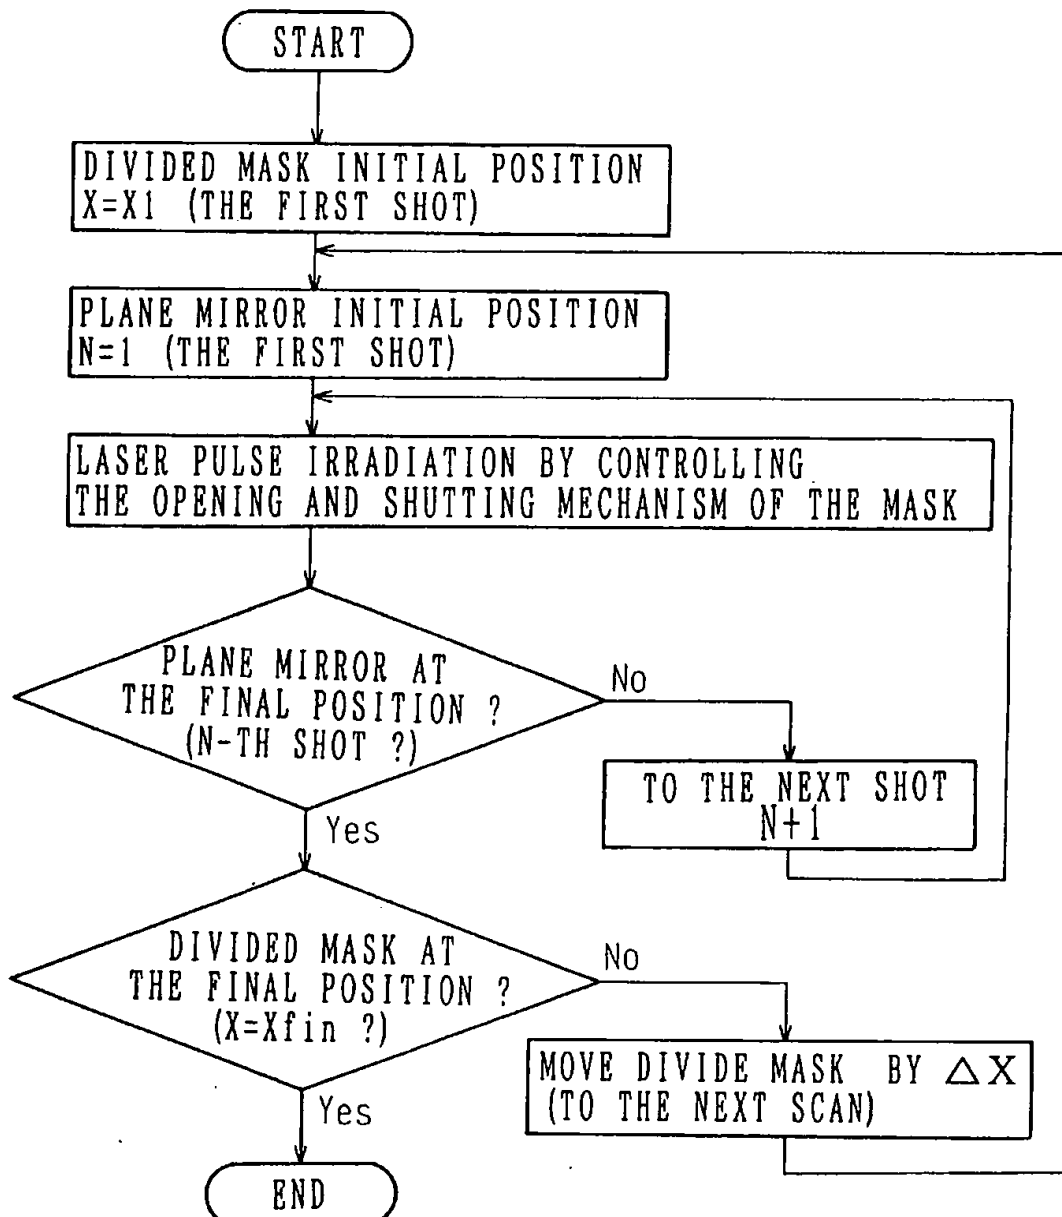 START
DIVIDED MASK INITIAL POSITION
X=X1 (THE FIRST SHOT)
PLANE MIRROR INITIAL POSITION
N=1 (THE FIRST SHOT)
LASER PULSE IRRADIATION BY CONTROLLING
THE OPENING AND SHUTTING MECHANISM OF THE MASK
PLANE MIRROR AT
THE FINAL POSITION ?
(N-TH SHOT ?)
No
TO THE NEXT SHOT
N+1
Yes
DIVIDED MASK AT
THE FINAL POSITION ?
(X=Xfin ?)
No
MOVE DIVIDE MASK BY △X
(TO THE NEXT SCAN)
Yes
END